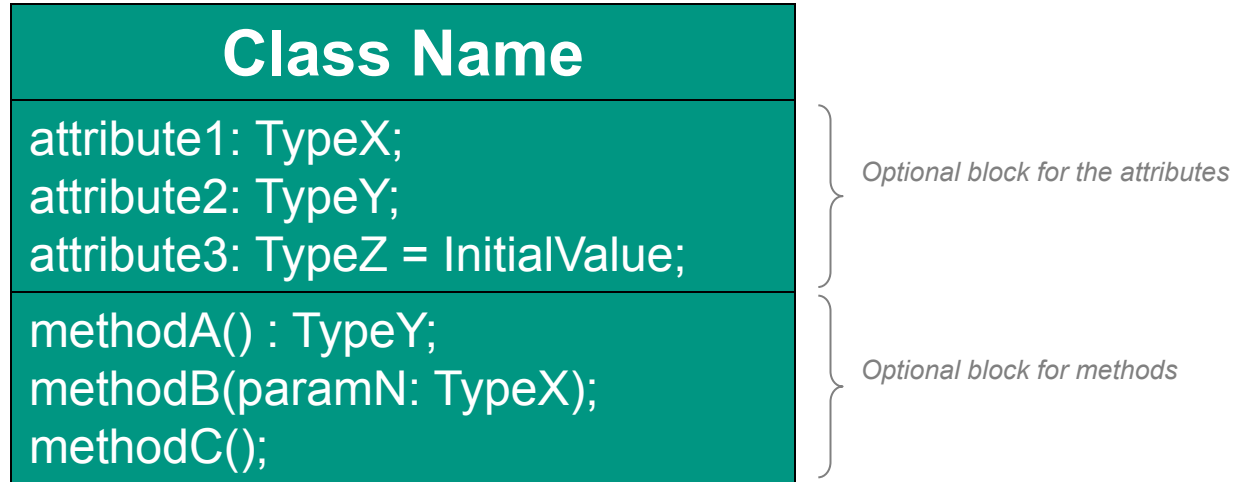 Class Name
attribute1: TypeX;
attribute2: TypeY;
attribute3: TypeZ = InitialValue;
Optional block for the attributes
methodA() : TypeY;
methodB(paramN: TypeX);
methodC();
Optional block for methods